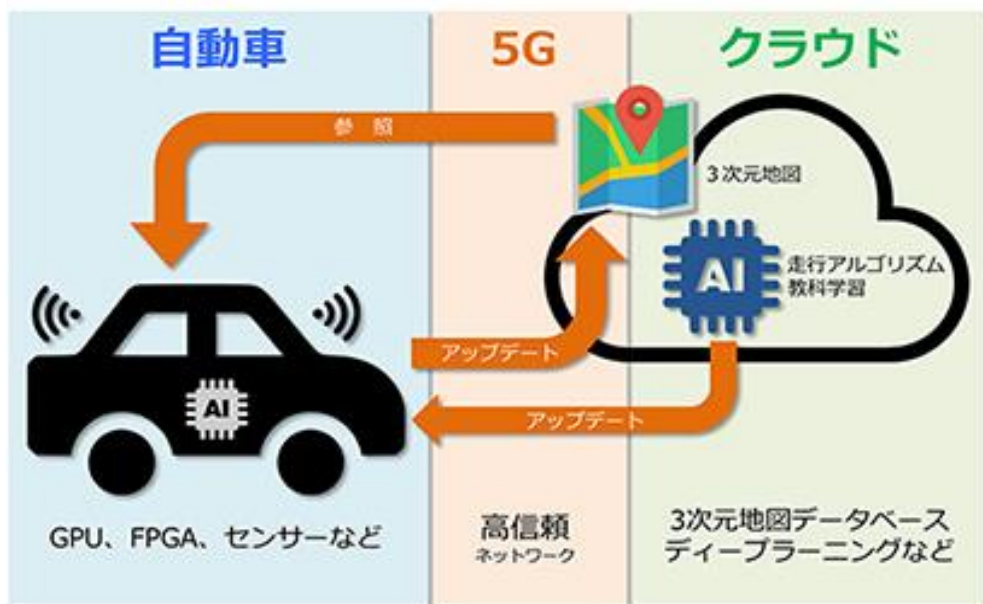 自動車
5G
クラウド
参 照
3次元地図
AI
走行アルゴリズム
教科学習
アップデート
AI
アップデート
GPU、FPGA、センサーなど
高信頼
ネットワーク
3次元地図データベース
ディープラーニングなど